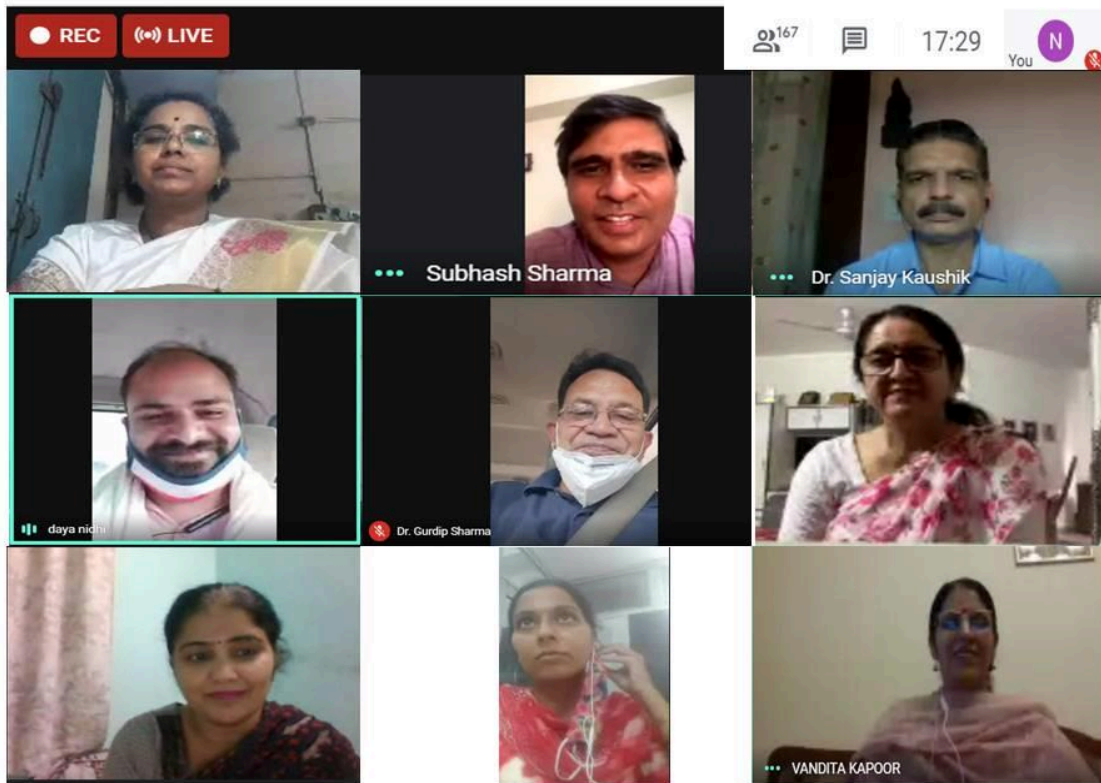 REC
LIVE
167
17:29
You
N
Subhash Sharma
Dr. Sanjay Kaushik
daya nidhi
Dr. Gurdip Sharma
VANDITA KAPOOR